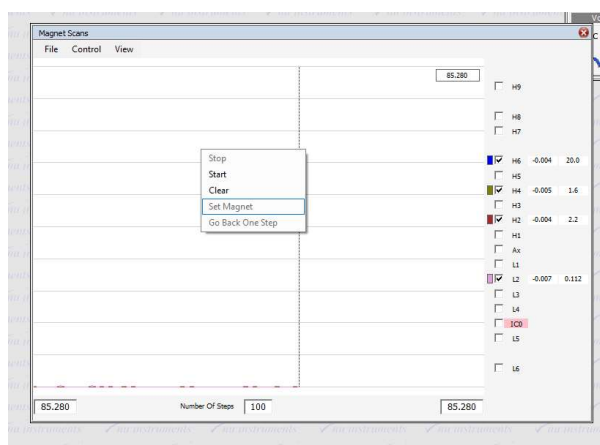 Magnet Scans
File Control View
85.280
H9
H8
H7
Stop
H6 -0.004 20.0
Start
H5
Clear
H4 -0.005 1.6
Set Magnet
H3
Go Back One Step
H2 -0.004 2.2
H1
Ax
L1
L2 -0.007 0.112
L3
L4
IC0
L5
L6
85.280 Number Of Steps 100 85.280